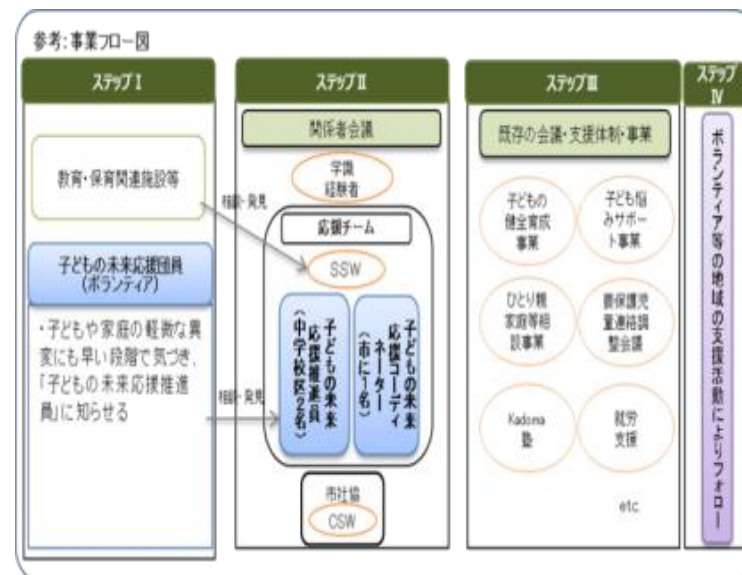 参考：事業フロー図
ステップⅠ
教育・保育関連施設等
子どもの未来応援団員
(ボランティア)
・子どもや家庭の軽微な異
変にも早い段階で気づき、
「子どもの未来応援推進
員」に知らせる
相談・発見
相談・発見
ステップⅡ
関係者会議
学識
経験者
応援チーム
SSW
子どもの未来
応援推進員
(中学校区2名)
子どもの未来
応援コーディ
ネーター
(市に1名)
市社協
CSW
ステップⅢ
既存の会議・支援体制・事業
子どもの
健全育成
事業
子ども悩
みサポー
ト事業
ひとり親
家庭等相
談事業
要保護児
童連絡調
整会議
Kadoma
塾
就労
支援
etc
ステップ
Ⅳ
ボランティア等の地域の支援活動によりフォロー